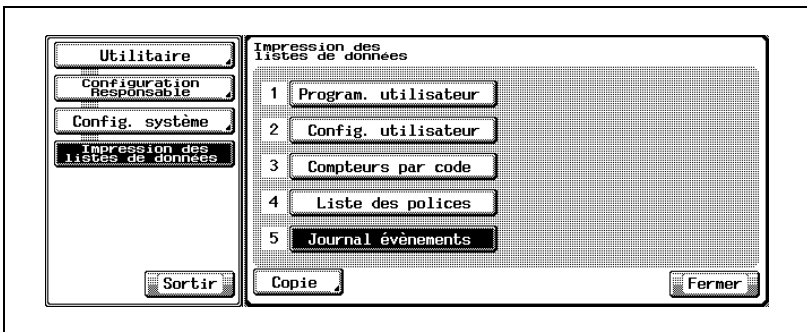 Utilitaire
Configuration
Responsable
Config. système
Impression des
listes de données
Sortir
Impression des
listes de données
1 Program. utilisateur
2 Config. utilisateur
3 Compteurs par code
4 Liste des polices
5 Journal évènements
Copie
Fermer